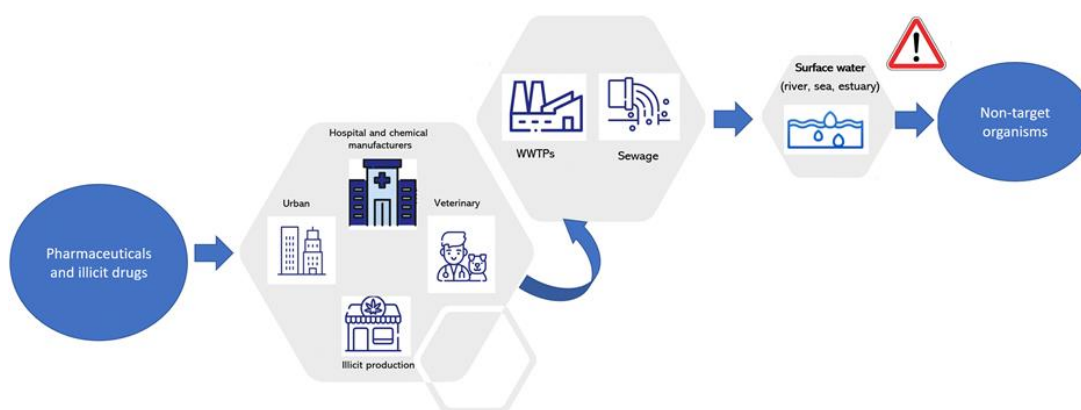 Pharmaceuticals
and illicit drugs
Hospital and chemical
manufacturers
Urban
Veterinary
Illicit production
WWTPs
Sewage
Surface water
(river, sea, estuary)
Non-target
organisms